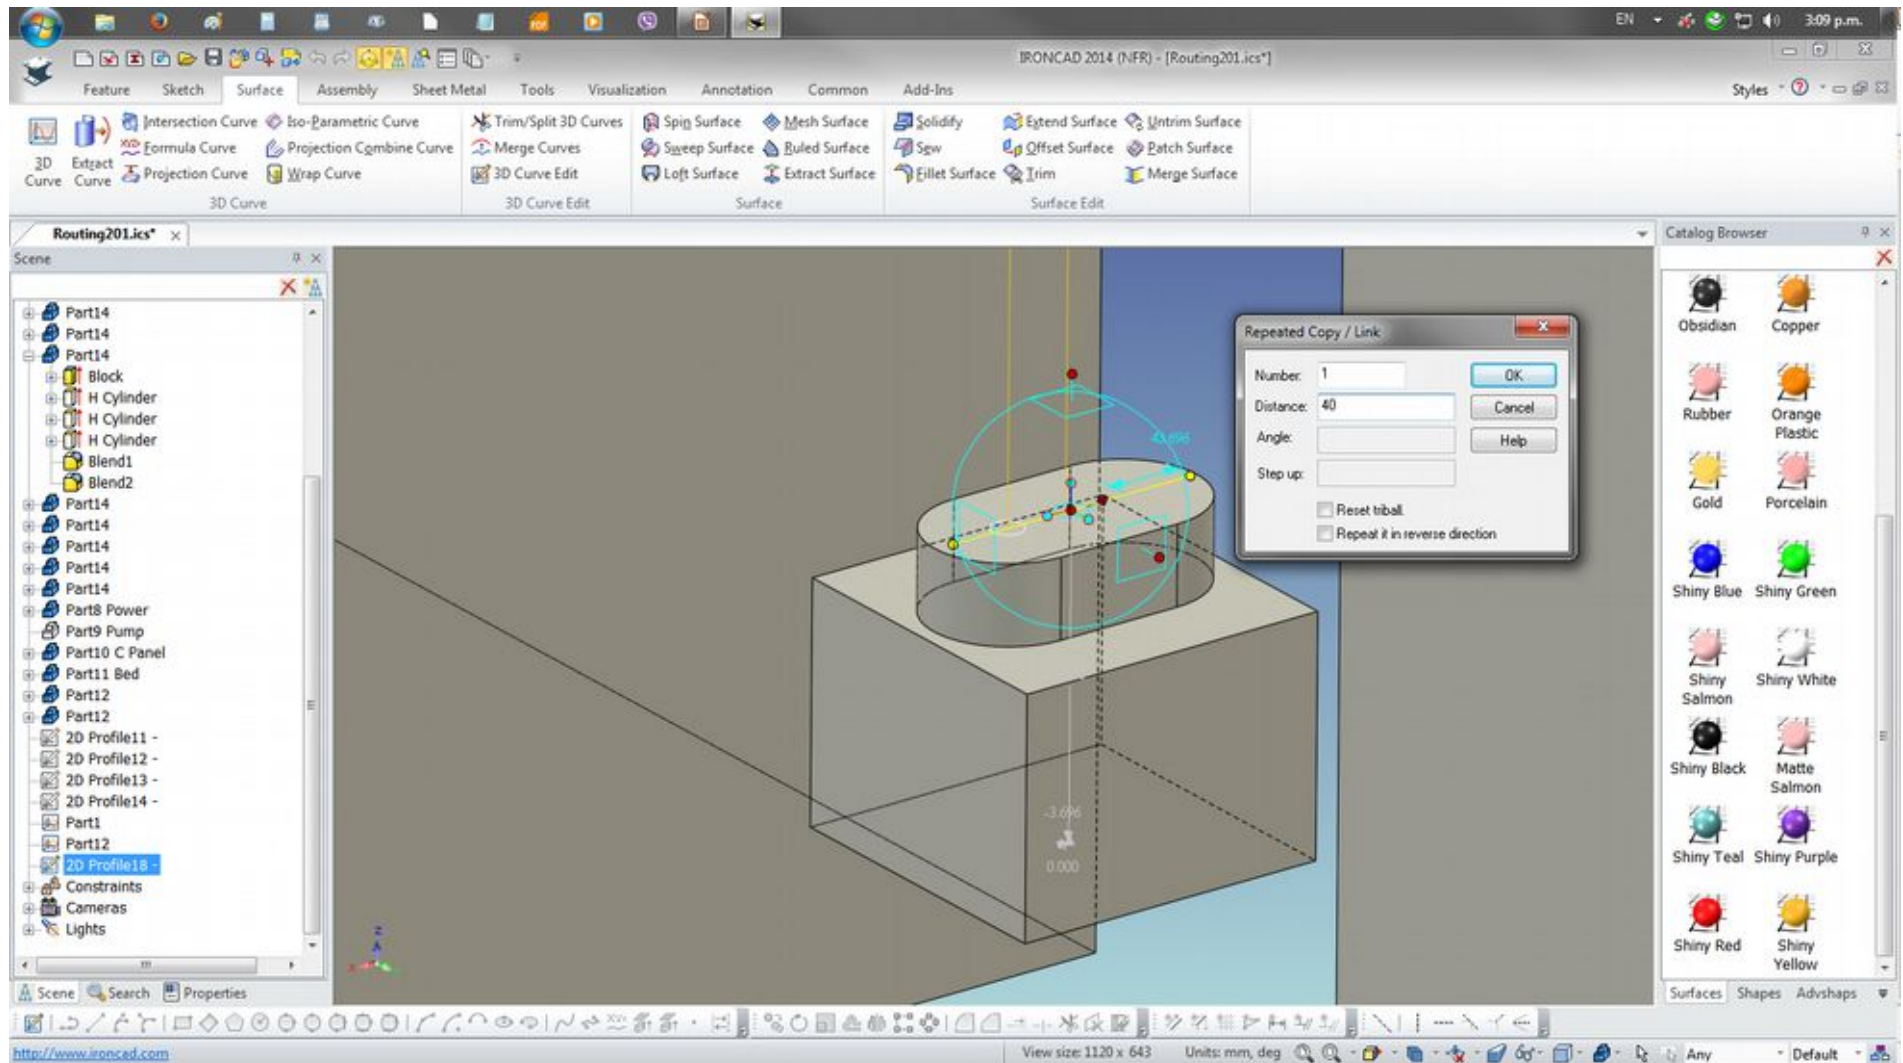 EN 3:09 p.m.
IRONCAD 2014 (NFR) - [Routing201.ics*]
Feature Sketch Surface Assembly Sheet Metal Tools Visualization Annotation Common Add-Ins Styles
Intersection Curve Iso-Parametric Curve Trim/Split 3D Curves Spin Surface Mesh Surface Solidify Extend Surface Untrim Surface
Formula Curve Projection Combine Curve Merge Curves Sweep Surface Ruled Surface Sew Offset Surface Patch Surface
3D Curve Extract Curve Projection Curve Wrap Curve 3D Curve Edit Loft Surface Extract Surface Fillet Surface Trim Merge Surface
3D Curve 3D Curve Edit Surface Surface Edit
Routing201.ics*
Scene
Part14
Part14
Part14
Block
H Cylinder
H Cylinder
H Cylinder
Blend1
Blend2
Part14
Part14
Part14
Part14
Part14
Part8 Power
Part9 Pump
Part10 C Panel
Part11 Bed
Part12
Part12
2D Profile11 -
2D Profile12 -
2D Profile13 -
2D Profile14 -
Part1
Part12
2D Profile18 -
Constraints
Cameras
Lights
Scene Search Properties
43.696
-3.696
0.000
Z
Repeated Copy / Link
Number: 1 OK
Distance: 40 Cancel
Angle: Help
Step up:
Reset triball.
Repeat it in reverse direction
Catalog Browser
Obsidian Copper
Rubber Orange Plastic
Gold Porcelain
Shiny Blue Shiny Green
Shiny Salmon Shiny White
Shiny Black Matte Salmon
Shiny Teal Shiny Purple
Shiny Red Shiny Yellow
Surfaces Shapes Advshaps
http://www.ironcad.com View size: 1120 x 643 Units: mm, deg Any Default